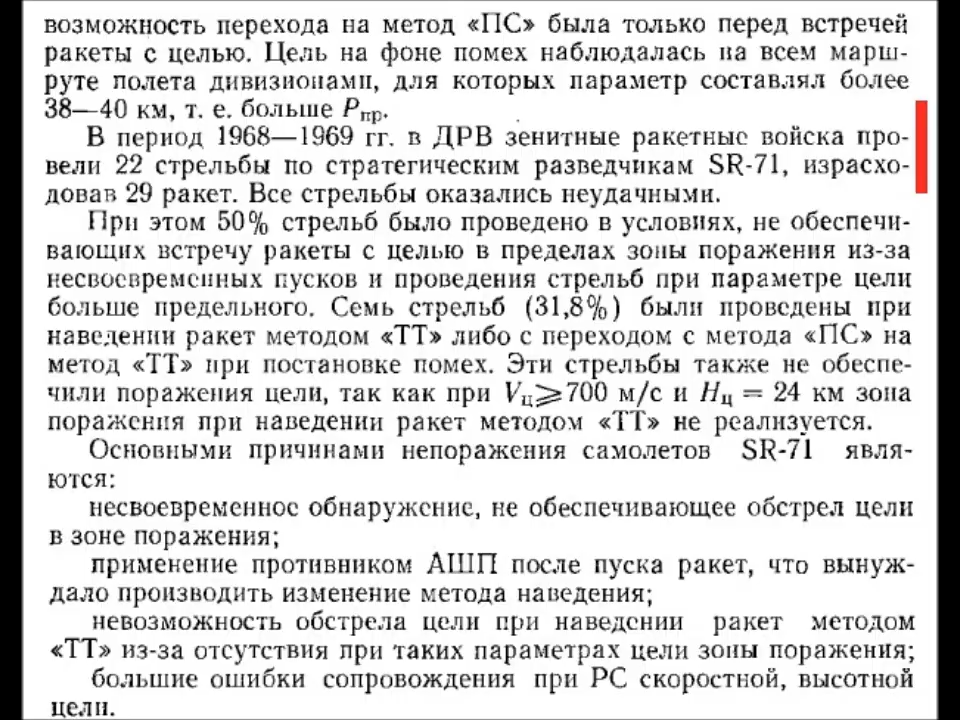 возможность перехода на метод «ПС» была только перед встречей
ракеты с целью. Цель на фоне помех наблюдалась на всем марш-
руте полета дивизионами, для которых параметр составлял более
38—40 км, т. е. больше Pпр.
В период 1968—1969 гг. в ДРВ зенитные ракетные войска про-
вели 22 стрельбы по стратегическим разведчикам SR-71, израсхо-
довав 29 ракет. Все стрельбы оказались неудачными.
При этом 50% стрельб было проведено в условиях, не обеспечи-
вающих встречу ракеты с целью в пределах зоны поражения из-за
несвоевременных пусков и проведения стрельб при параметре цели
больше предельного. Семь стрельб (31,8%) были проведены при
наведении ракет методом «ТТ» либо с переходом с метода «ПС» на
метод «ТТ» при постановке помех. Эти стрельбы также не обеспе-
чили поражения цели, так как при Vц⩾700 м/с и Hц = 24 км зона
поражения при наведении ракет методом «ТТ» не реализуется.
Основными причинами непоражения самолетов SR-71 явля-
ются:
несвоевременное обнаружение, не обеспечивающее обстрел цели
в зоне поражения;
применение противником АШП после пуска ракет, что вынуж-
дало производить изменение метода наведения;
невозможность обстрела цели при наведении ракет методом
«ТТ» из-за отсутствия при таких параметрах цели зоны поражения;
большие ошибки сопровождения при РС скоростной, высотной
цели.